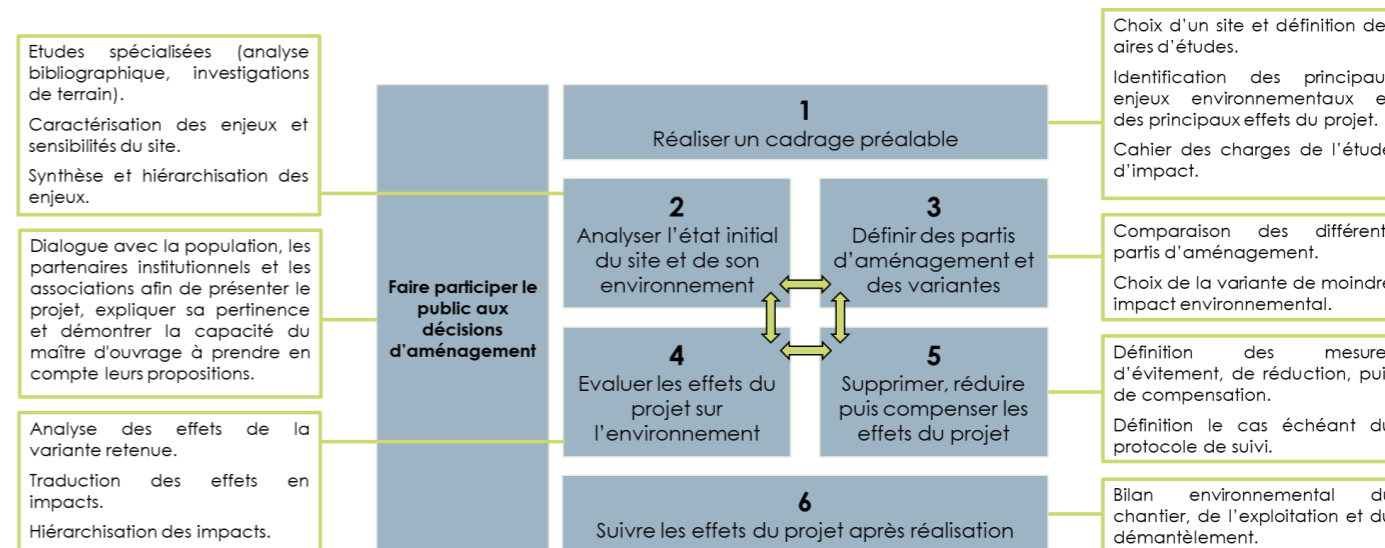 Etudes spécialisées (analyse
bibliographique, investigations
de terrain).
Caractérisation des enjeux et
sensibilités du site.
Synthèse et hiérarchisation des
enjeux.
Dialogue avec la population, les
partenaires institutionnels et les
associations afin de présenter le
projet, expliquer sa pertinence
et démontrer la capacité du
maître d'ouvrage à prendre en
compte leurs propositions.
Analyse des effets de la
variante retenue.
Traduction des effets en
impacts.
Hiérarchisation des impacts.
Faire participer le
public aux
décisions
d'aménagement
1
Réaliser un cadrage préalable
2
Analyser l'état initial
du site et de son
environnement
3
Définir des partis
d'aménagement et
des variantes
4
Evaluer les effets du
projet sur
l'environnement
5
Supprimer, réduire
puis compenser les
effets du projet
6
Suivre les effets du projet après réalisation
Choix d'un site et définition de
aires d'études.
Identification des principau
enjeux environnementaux e
des principaux effets du projet.
Cahier des charges de l'étude
d'impact.
Comparaison des différent
partis d'aménagement.
Choix de la variante de moindre
impact environnemental.
Définition des mesure
d'évitement, de réduction, pui
de compensation.
Définition le cas échéant du
protocole de suivi.
Bilan environnemental du
chantier, de l'exploitation et du
démantèlement.